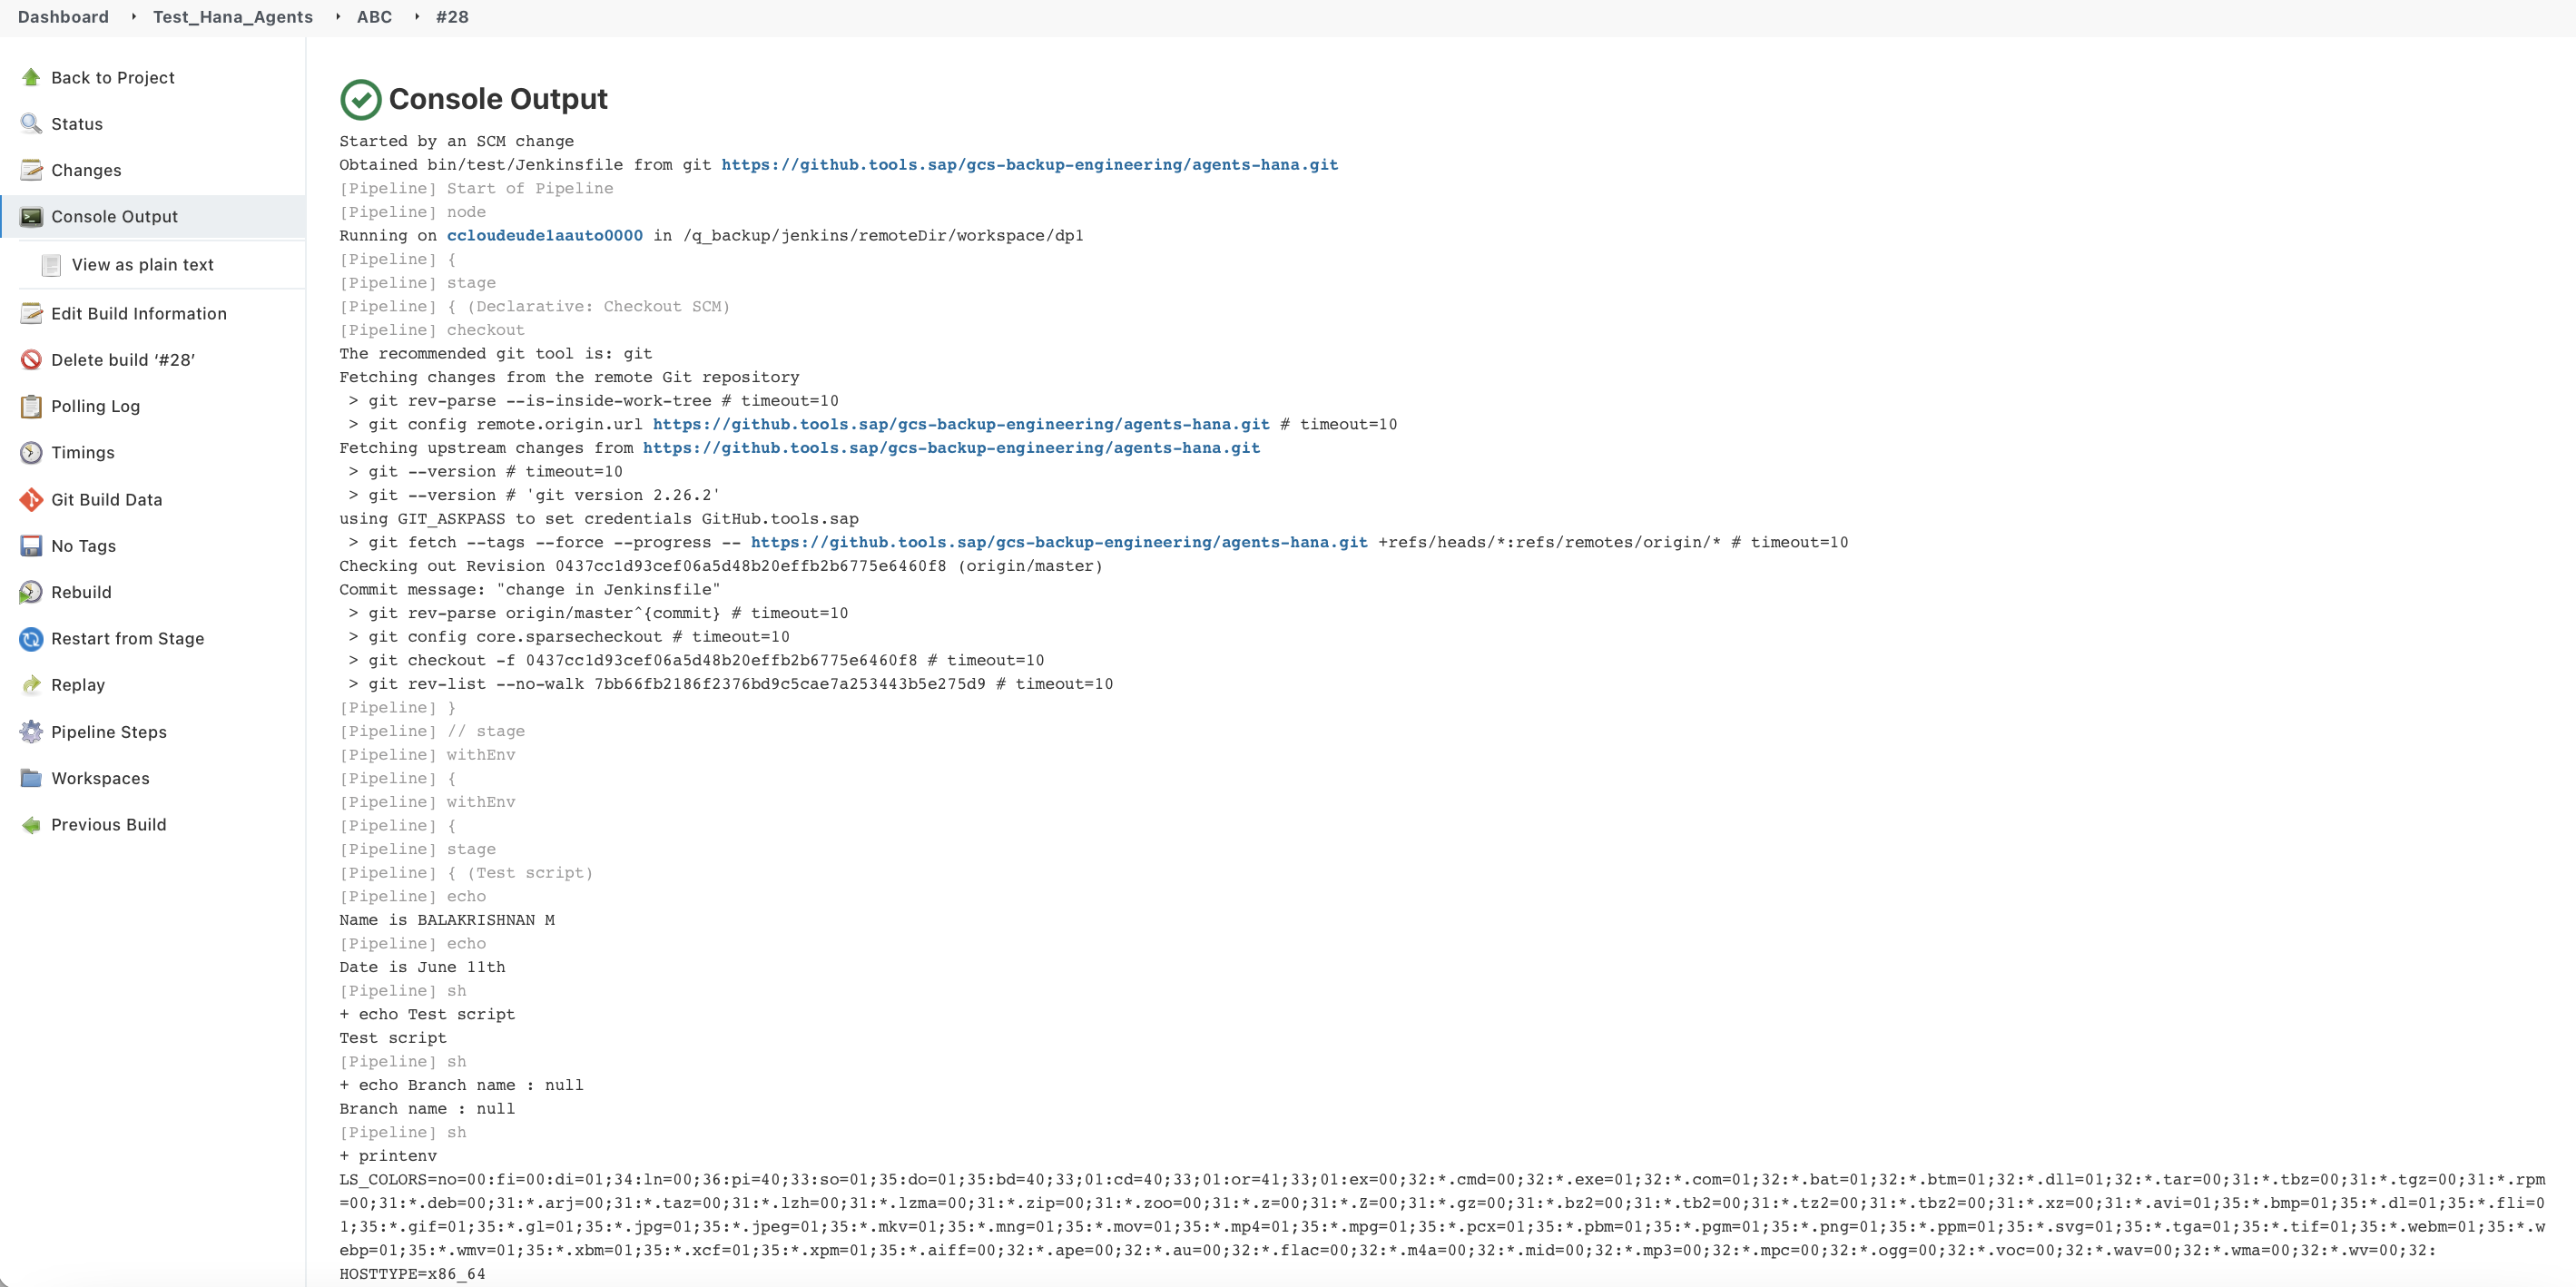 Dashboard Test_Hana_Agents ABC #28
Back to Project
Status
Changes
Console Output
View as plain text
Edit Build Information
Delete build ‘#28’
Polling Log
Timings
Git Build Data
No Tags
Rebuild
Restart from Stage
Replay
Pipeline Steps
Workspaces
Previous Build
Console Output
Started by an SCM change
Obtained bin/test/Jenkinsfile from git https://github.tools.sap/gcs-backup-engineering/agents-hana.git
[Pipeline] Start of Pipeline
[Pipeline] node
Running on ccloudeude1aauto0000 in /q_backup/jenkins/remoteDir/workspace/dp1
[Pipeline] {
[Pipeline] stage
[Pipeline] { (Declarative: Checkout SCM)
[Pipeline] checkout
The recommended git tool is: git
Fetching changes from the remote Git repository
> git rev-parse --is-inside-work-tree # timeout=10
> git config remote.origin.url https://github.tools.sap/gcs-backup-engineering/agents-hana.git # timeout=10
Fetching upstream changes from https://github.tools.sap/gcs-backup-engineering/agents-hana.git
> git --version # timeout=10
> git --version # 'git version 2.26.2'
using GIT_ASKPASS to set credentials GitHub.tools.sap
> git fetch --tags --force --progress -- https://github.tools.sap/gcs-backup-engineering/agents-hana.git +refs/heads/*:refs/remotes/origin/* # timeout=10
Checking out Revision 0437cc1d93cef06a5d48b20effb2b6775e6460f8 (origin/master)
Commit message: "change in Jenkinsfile"
> git rev-parse origin/master^{commit} # timeout=10
> git config core.sparsecheckout # timeout=10
> git checkout -f 0437cc1d93cef06a5d48b20effb2b6775e6460f8 # timeout=10
> git rev-list --no-walk 7bb66fb2186f2376bd9c5cae7a253443b5e275d9 # timeout=10
[Pipeline] }
[Pipeline] // stage
[Pipeline] withEnv
[Pipeline] {
[Pipeline] withEnv
[Pipeline] {
[Pipeline] stage
[Pipeline] { (Test script)
[Pipeline] echo
Name is BALAKRISHNAN M
[Pipeline] echo
Date is June 11th
[Pipeline] sh
+ echo Test script
Test script
[Pipeline] sh
+ echo Branch name : null
Branch name : null
[Pipeline] sh
+ printenv
LS_COLORS=no=00:fi=00:di=01;34:ln=00;36:pi=40;33:so=01;35:do=01;35:bd=40;33;01:cd=40;33;01:or=41;33;01:ex=00;32:*.cmd=00;32:*.exe=01;32:*.com=01;32:*.bat=01;32:*.btm=01;32:*.dll=01;32:*.tar=00;31:*.tbz=00;31:*.tgz=00;31:*.rpm
=00;31:*.deb=00;31:*.arj=00;31:*.taz=00;31:*.lzh=00;31:*.lzma=00;31:*.zip=00;31:*.zoo=00;31:*.z=00;31:*.Z=00;31:*.gz=00;31:*.bz2=00;31:*.tb2=00;31:*.tz2=00;31:*.tbz2=00;31:*.xz=00;31:*.avi=01;35:*.bmp=01;35:*.dl=01;35:*.fli=0
1;35:*.gif=01;35:*.gl=01;35:*.jpg=01;35:*.jpeg=01;35:*.mkv=01;35:*.mng=01;35:*.mov=01;35:*.mp4=01;35:*.mpg=01;35:*.pcx=01;35:*.pbm=01;35:*.pgm=01;35:*.png=01;35:*.ppm=01;35:*.svg=01;35:*.tga=01;35:*.tif=01;35:*.webm=01;35:*.w
ebp=01;35:*.wmv=01;35:*.xbm=01;35:*.xcf=01;35:*.xpm=01;35:*.aiff=00;32:*.ape=00;32:*.au=00;32:*.flac=00;32:*.m4a=00;32:*.mid=00;32:*.mp3=00;32:*.mpc=00;32:*.ogg=00;32:*.voc=00;32:*.wav=00;32:*.wma=00;32:*.wv=00;32:
HOSTTYPE=x86_64